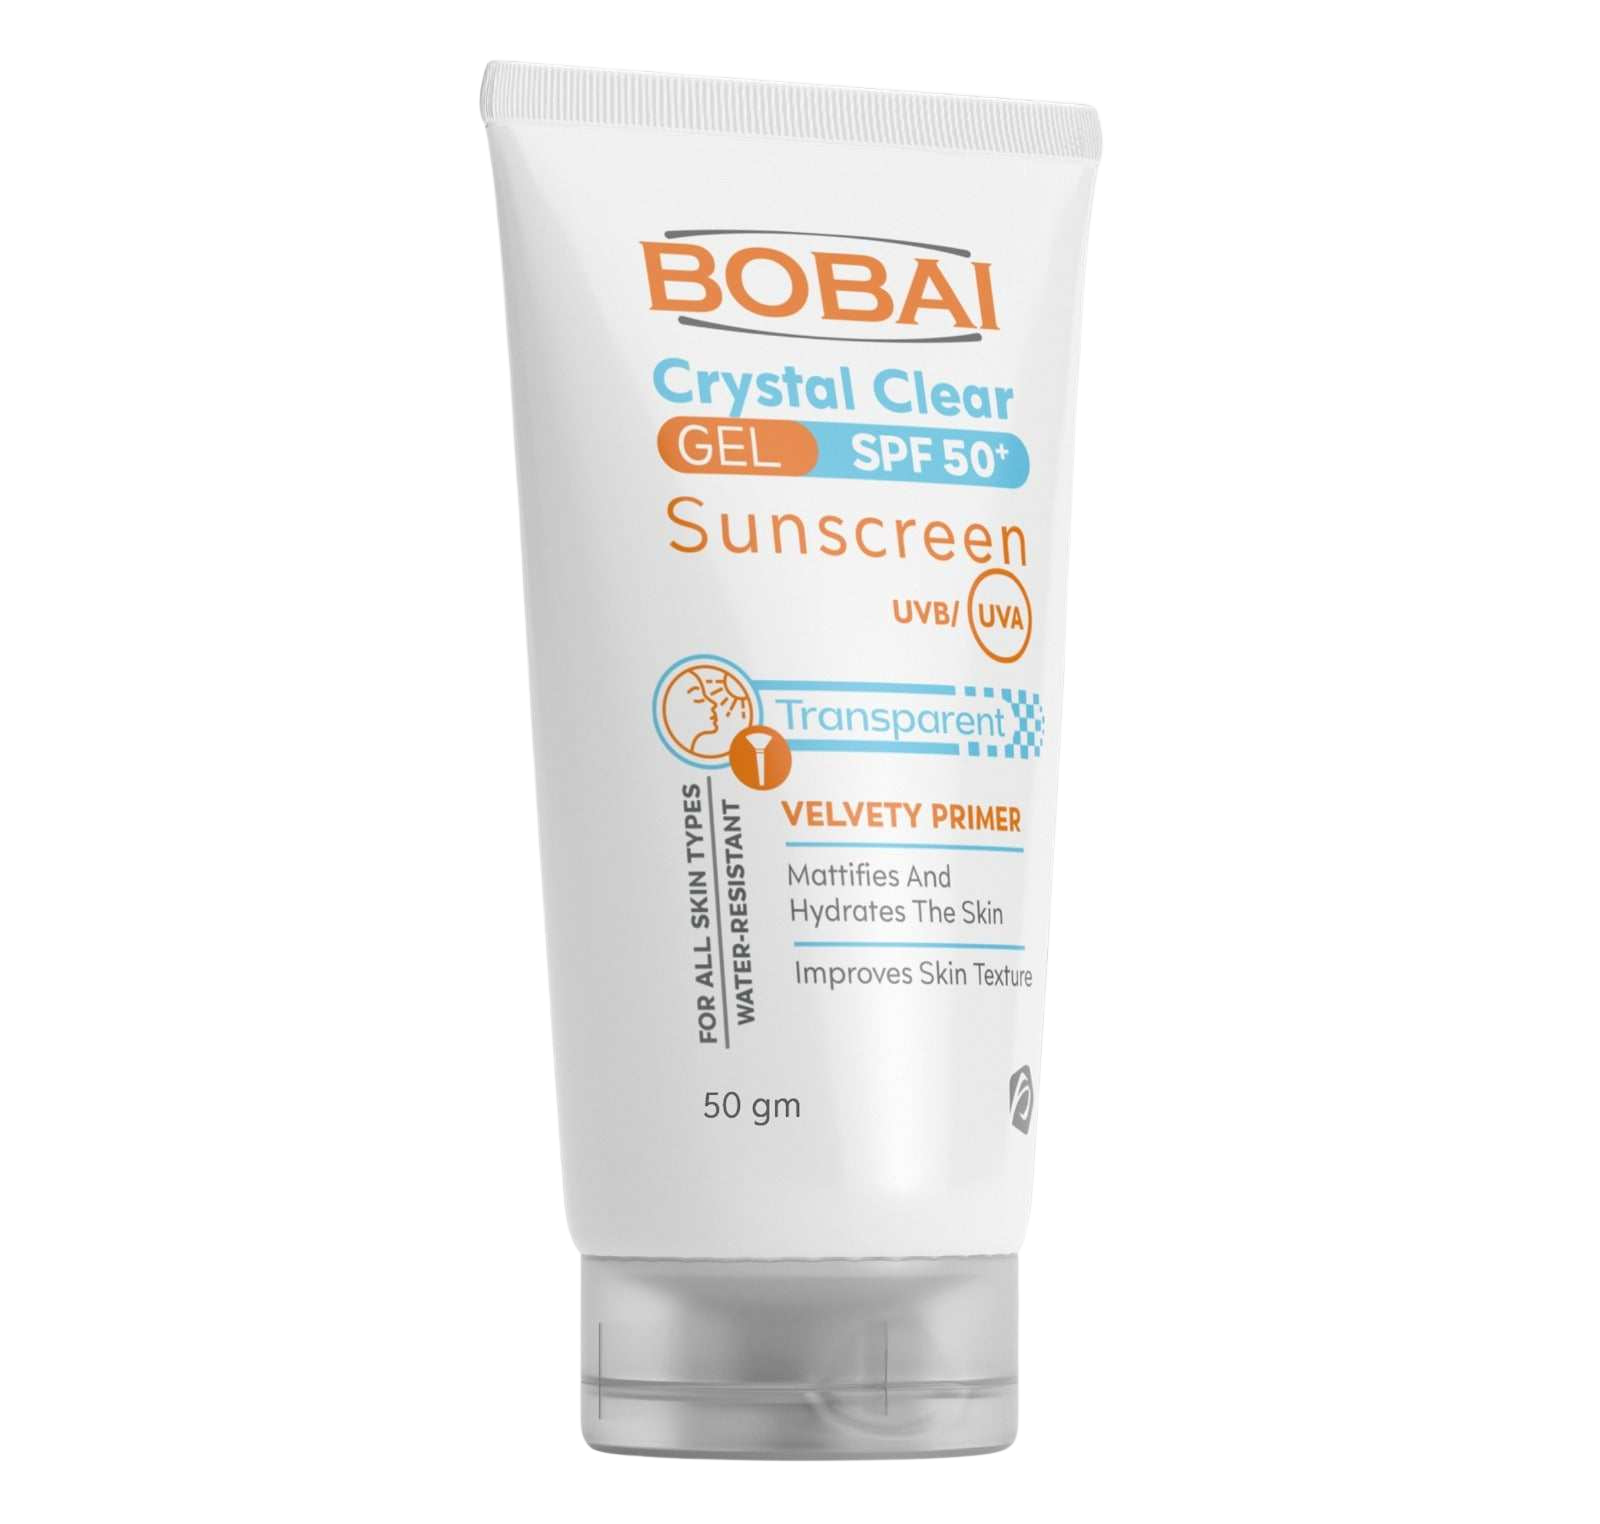 BOBAI
Crystal Clear
GEL SPF 50+
Sunscreen
UVB/ UVA
Transparent
VELVETY PRIMER
Mattifies And
Hydrates The Skin
Improves Skin Texture
FOR ALL SKIN TYPES
WATER-RESISTANT
50 gm